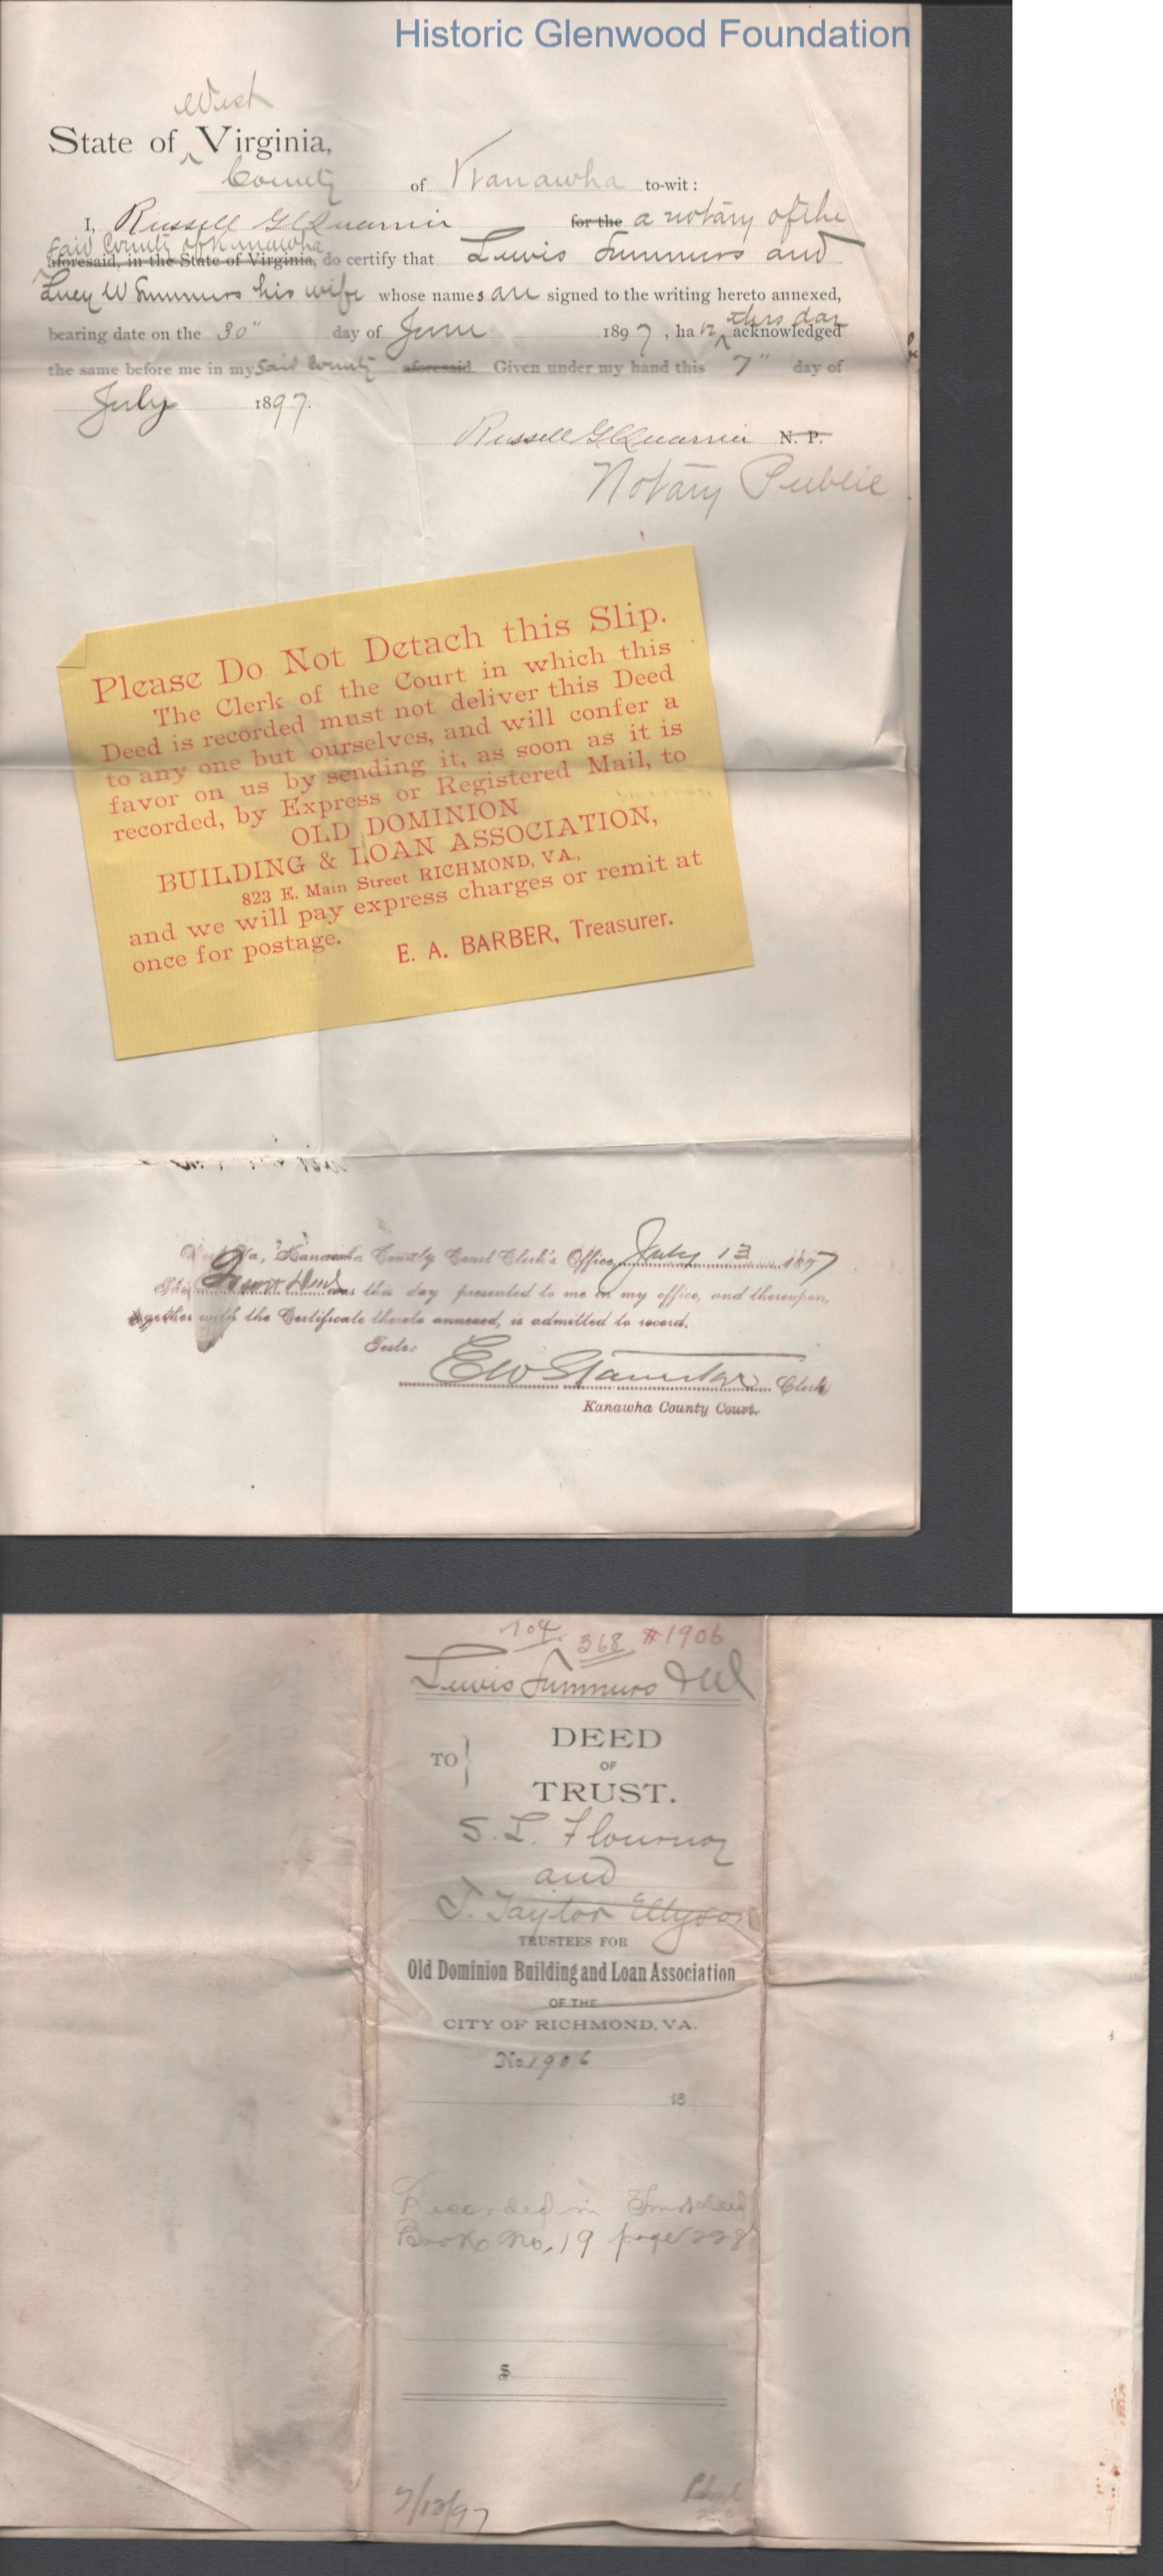 Historic Glenwood Foundation
West
State of Virginia,
County of Kanawha to-wit:
I, Russell G Quarrier for the a notary of the
said County of Kanawha
aforesaid, in the State of Virginia, do certify that Lewis Summers and
Lucy W Summers his wife whose names are signed to the writing hereto annexed,
this day
bearing date on the 30" day of June 1897, ha acknowledged
the same before me in my said County aforesaid. Given under my hand this 7" day of
July 1897.
Russell G Quarrier N. P.
Notary Public
Please Do Not Detach this Slip.
The Clerk of the Court in which this
Deed is recorded must not deliver this Deed
to any one but ourselves, and will confer a
favor on us by sending it, as soon as it is
recorded, by Express or Registered Mail, to
OLD DOMINION
BUILDING & LOAN ASSOCIATION,
823 E. Main Street RICHMOND, VA.,
and we will pay express charges or remit at
once for postage.
E. A. BARBER, Treasurer.
West Va., Kanawha County Court Clerk's Office, July 13 1897
This was this day presented to me in my office, and thereupon,
together with the Certificate thereto annexed, is admitted to record.
Teste:
Clerk
Kanawha County Court.
104 368 #1906
Lewis Summers
DEED
TO
OF
TRUST.
S. L. Flournoy
and
J. Taylor Ellyson
TRUSTEES FOR
Old Dominion Building and Loan Association
OF THE
CITY OF RICHMOND, VA.
No. 1906
18
Recorded in Trust Deed
Book No. 19 page 228
$
7/13/97